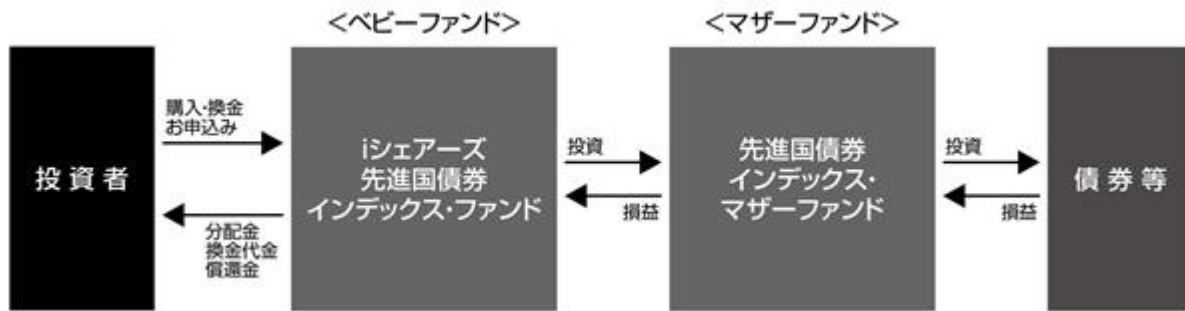 <ベビーファンド>
<マザーファンド>
投資者
購入・換金
お申込み
分配金
換金代金
償還金
iシェアーズ
先進国債券
インデックス・ファンド
投資
損益
先進国債券
インデックス・
マザーファンド
投資
損益
債券等